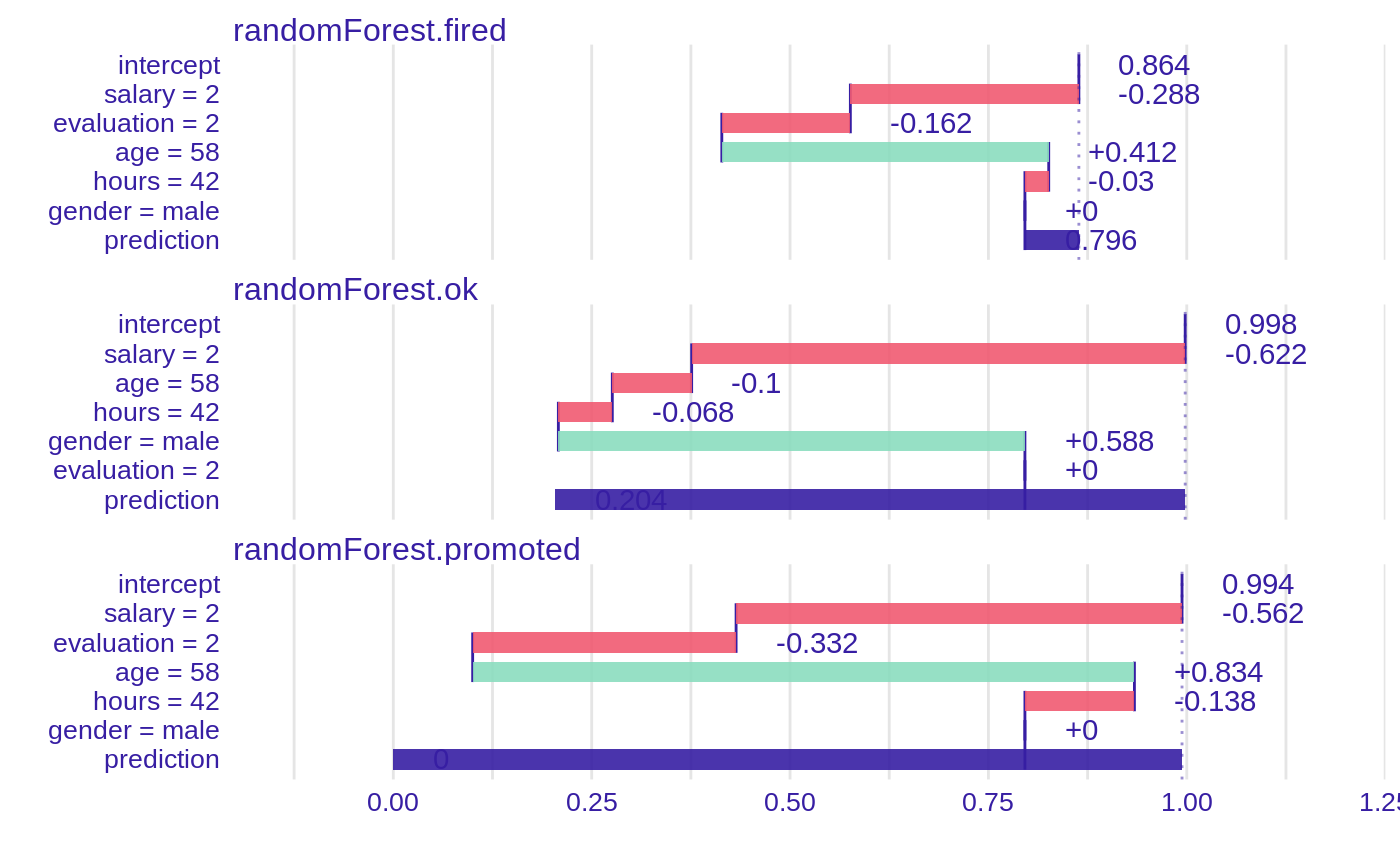 randomForest.fired
intercept 0.864
salary = 2 -0.288
evaluation = 2 -0.162
age = 58 +0.412
hours = 42 -0.03
gender = male +0
prediction 0.796
randomForest.ok
intercept 0.998
salary = 2 -0.622
age = 58 -0.1
hours = 42 -0.068
gender = male +0.588
evaluation = 2 +0
prediction 0.204
randomForest.promoted
intercept 0.994
salary = 2 -0.562
evaluation = 2 -0.332
age = 58 +0.834
hours = 42 -0.138
gender = male +0
prediction 0
0.00 0.25 0.50 0.75 1.00 1.25